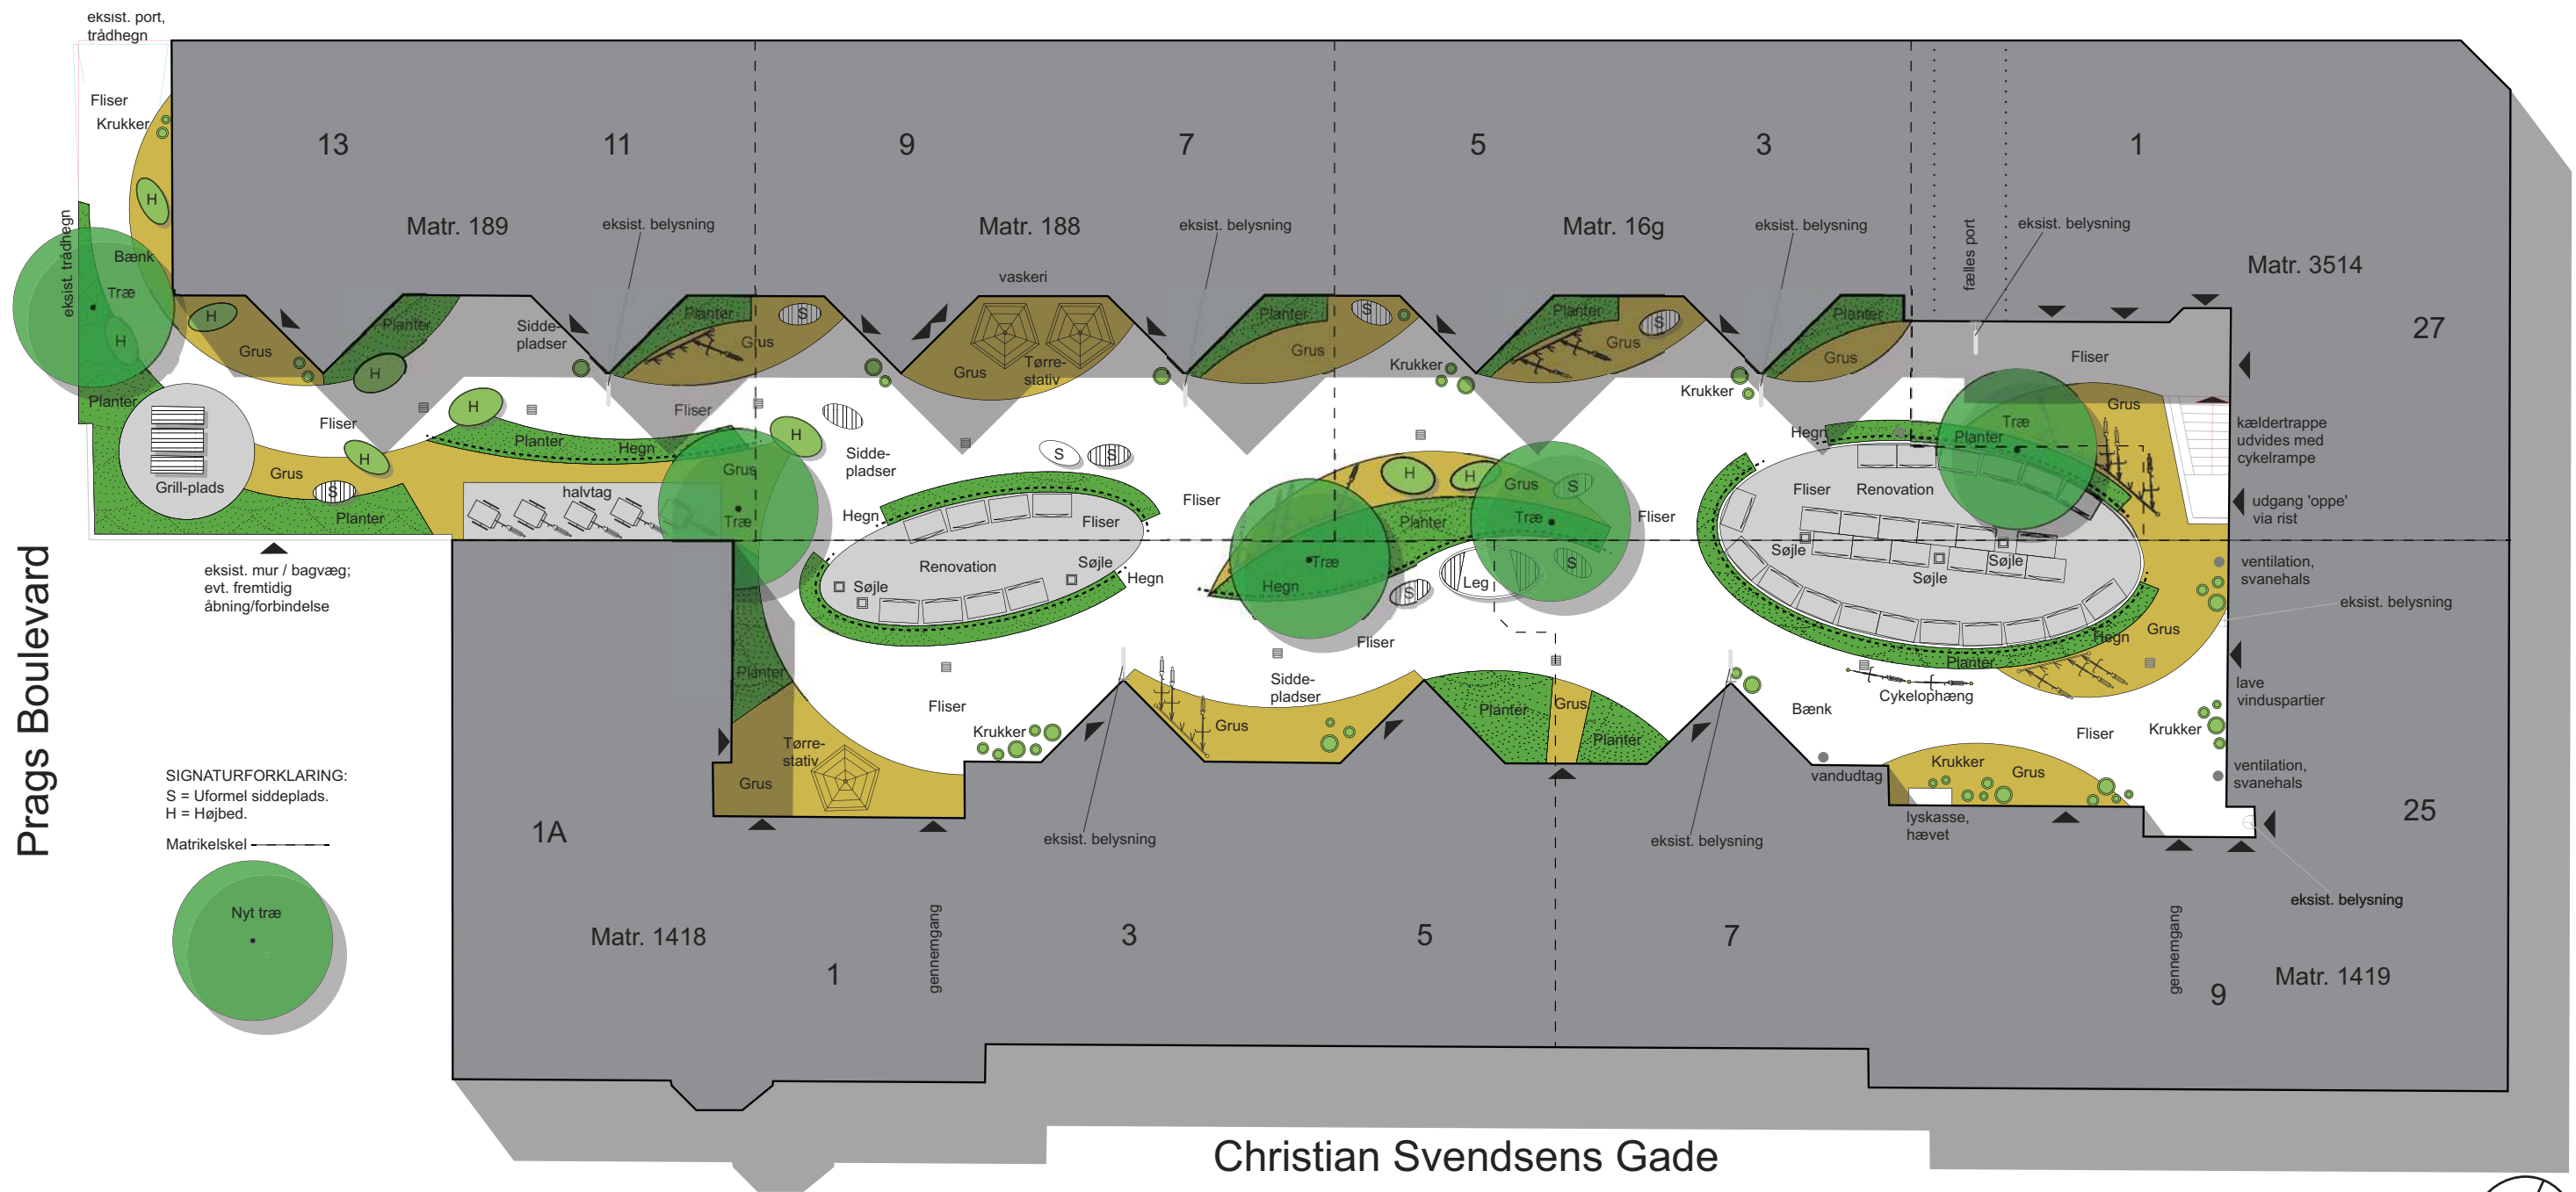 eksist. port,
trådhegn
Fliser
Krukker
13
11
9
7
5
3
1
H
eksist. trådhegn
Matr. 189
eksist. belysning
Matr. 188
eksist. belysning
Matr. 16g
eksist. belysning
fælles port
eksist. belysning
Matr. 3514
Bænk
Træ
H
vaskeri
H
Grus
Planter
H
Sidde-
pladser
Planter
Grus
S
Grus
Tørre-
stativ
Planter
Grus
S
Krukker
Planter
Grus
S
Krukker
Planter
Grus
Fliser
27
Planter
Fliser
H
Planter
Hegn
Fliser
H
Sidde-
pladser
S
S
Hegn
Træ
Planter
Grus
kældertrappe
udvides med
cykelrampe
Grill-plads
Grus
H
S
Planter
halvtag
Grus
Træ
Hegn
Fliser
Fliser
H
H
Grus
S
Planter
Træ
Fliser
Fliser
Renovation
udgang 'oppe'
via rist
eksist. mur / bagvæg;
evt. fremtidig
åbning/forbindelse
Renovation
Søjle
Søjle
Hegn
Træ
Hegn
Leg
S
S
Søjle
Søjle
Søjle
ventilation,
svanehals
eksist. belysning
Fliser
Hegn
Grus
Planter
Planter
Fliser
Sidde-
pladser
Cykelophæng
lave
vinduspartier
Prags Boulevard
Krukker
Grus
Planter
Grus
Planter
Bænk
Fliser
Krukker
Tørre-
stativ
Grus
vandudtag
Krukker
Grus
ventilation,
svanehals
SIGNATURFORKLARING:
S = Uformel siddeplads.
H = Højbed.
Matrikelskel
Nyt træ
1A
eksist. belysning
eksist. belysning
lyskasse,
hævet
25
eksist. belysning
Matr. 1418
1
gennemgang
3
5
7
gennemgang
9
Matr. 1419
Christian Svendsens Gade